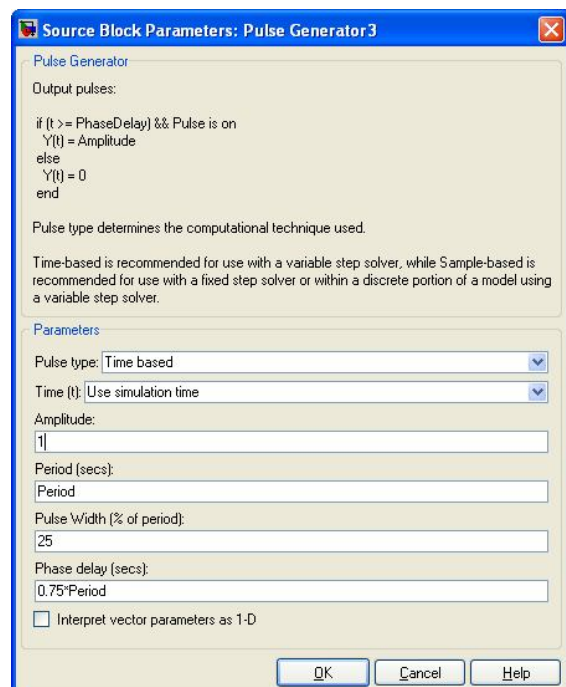 Source Block Parameters: Pulse Generator3
Pulse Generator
Output pulses:
if (t >= PhaseDelay) && Pulse is on
Y(t) = Amplitude
else
Y(t) = 0
end
Pulse type determines the computational technique used.
Time-based is recommended for use with a variable step solver, while Sample-based is
recommended for use with a fixed step solver or within a discrete portion of a model using
a variable step solver.
Parameters
Pulse type: Time based
Time (t): Use simulation time
Amplitude:
1
Period (secs):
Period
Pulse Width (% of period):
25
Phase delay (secs):
0.75*Period
Interpret vector parameters as 1-D
OK Cancel Help